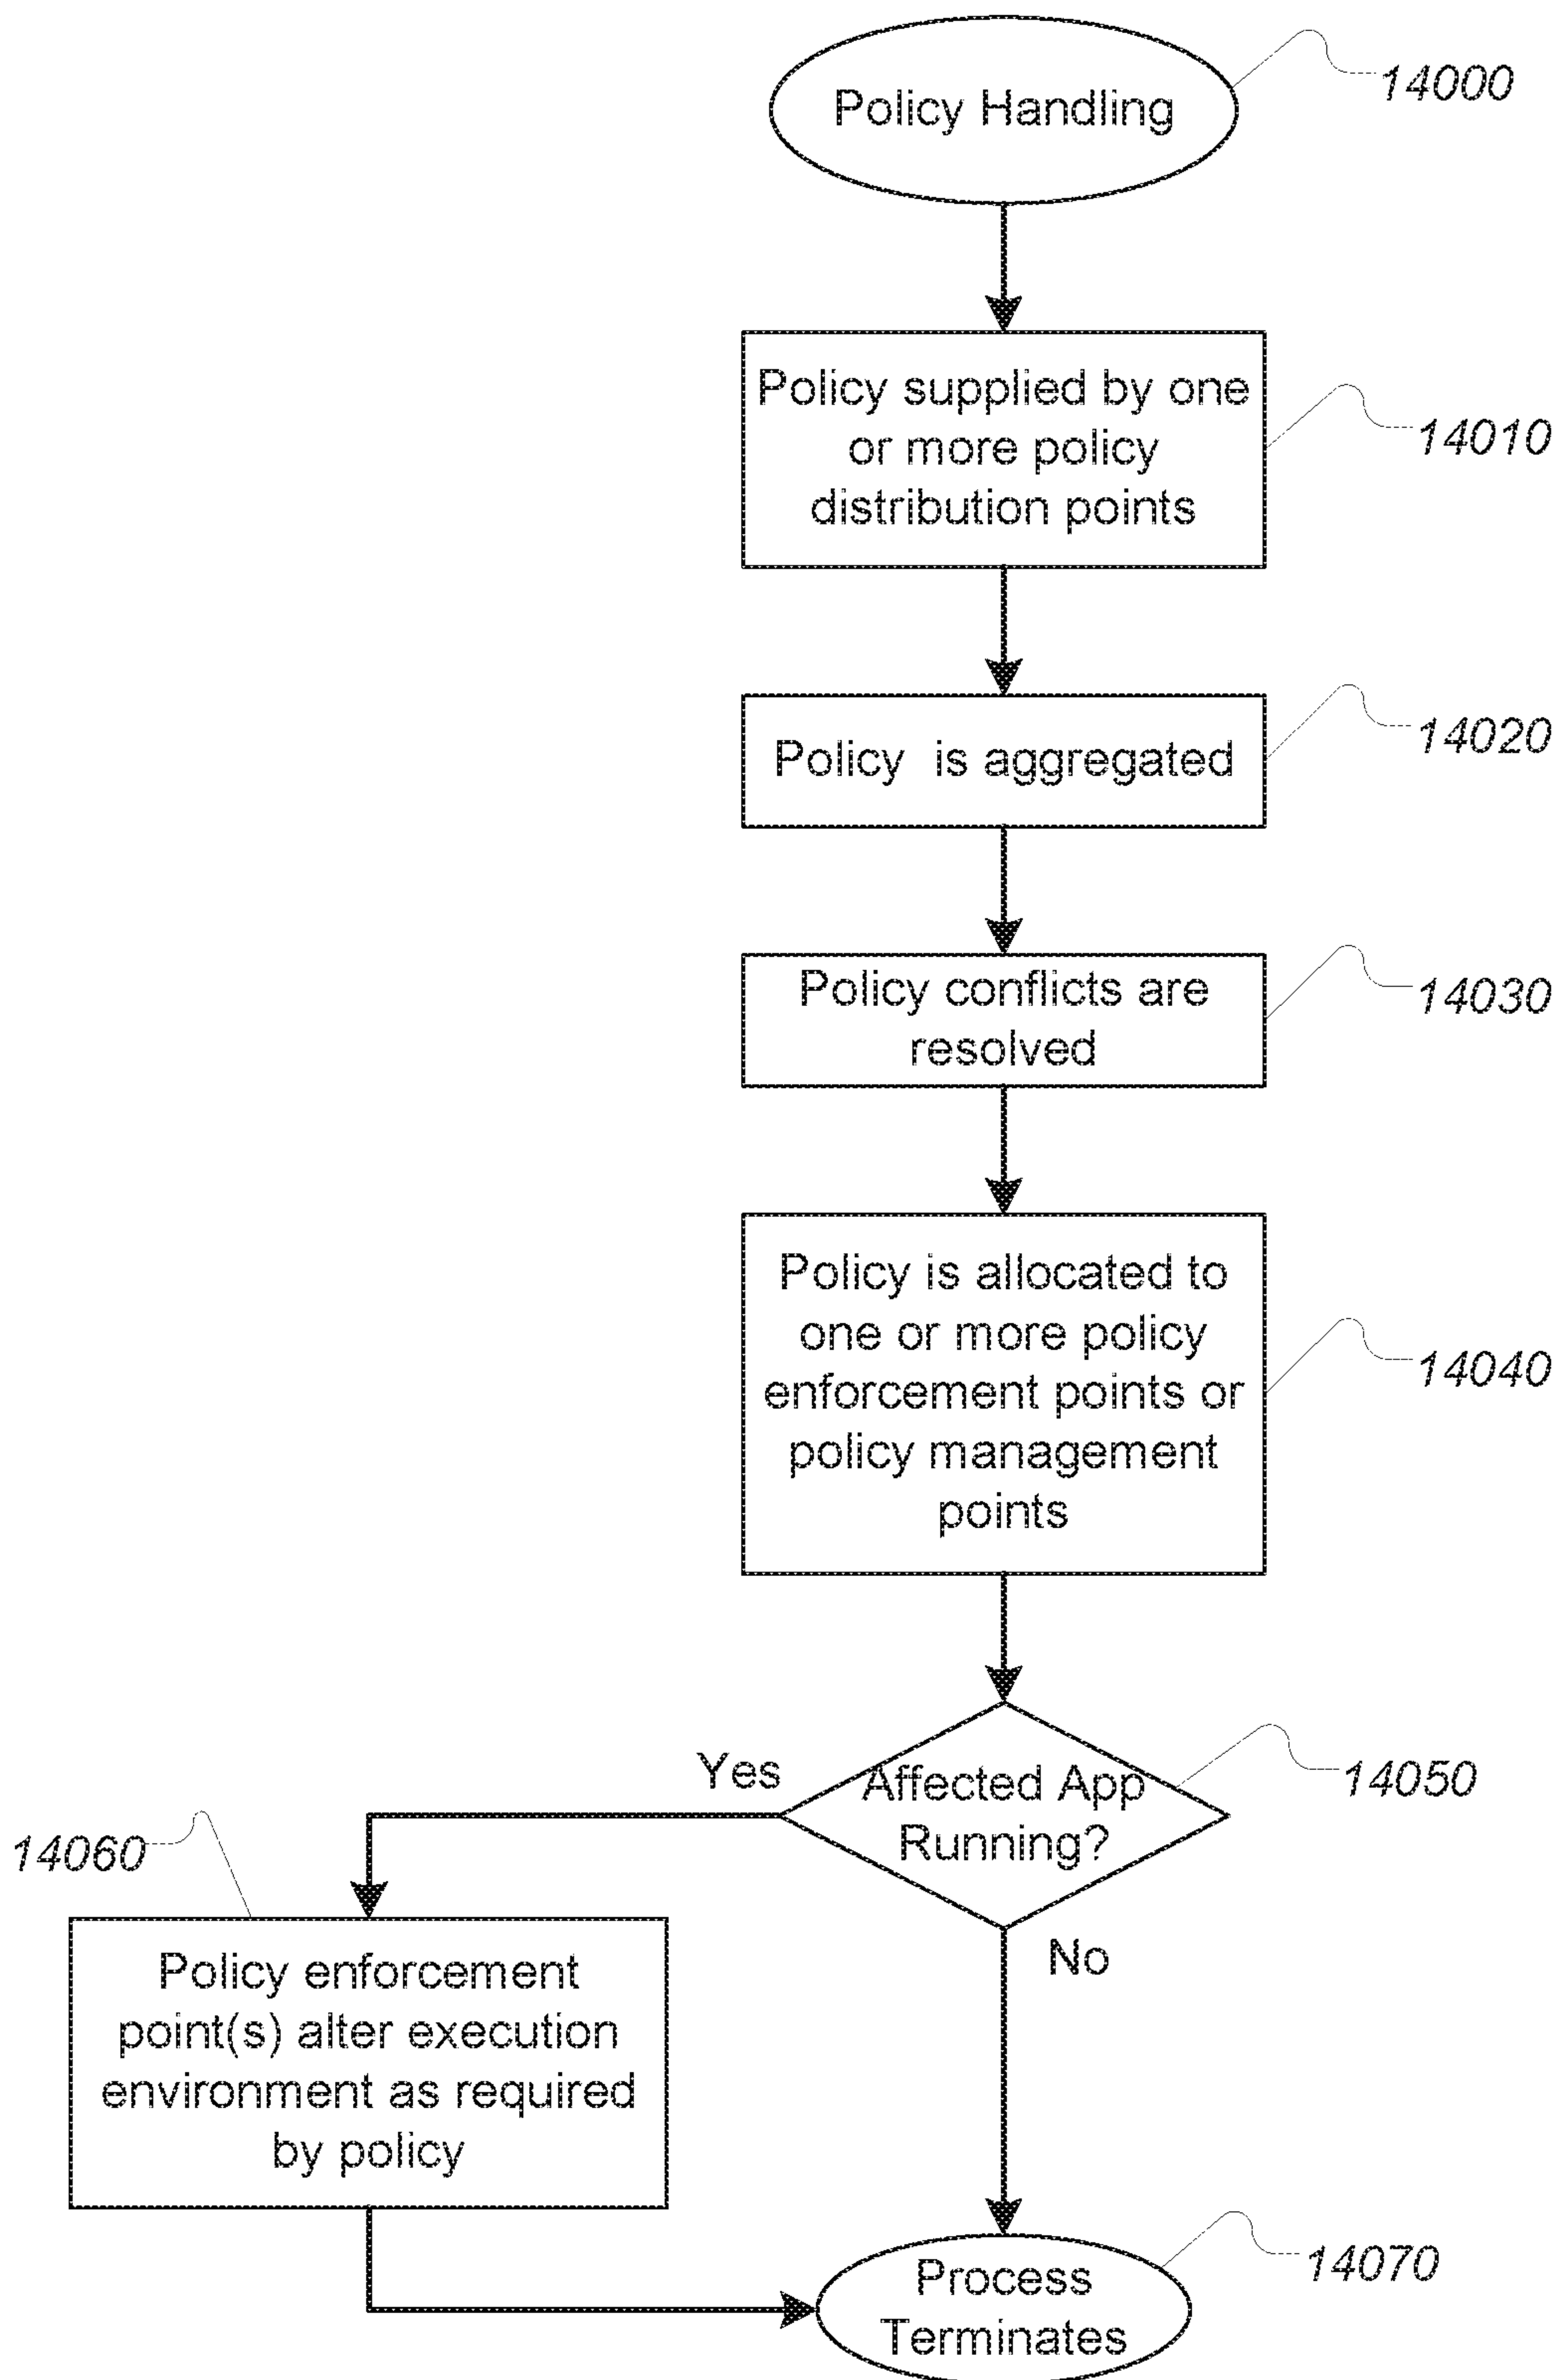 Policy Handling
14000
Policy supplied by one
or more policy
distribution points
14010
Policy is aggregated
14020
Policy conflicts are
resolved
14030
Policy is allocated to
one or more policy
enforcement points or
policy management
points
14040
Affected App
Running?
14050
Yes
No
14060
Policy enforcement
point(s) alter execution
environment as required
by policy
Process
Terminates
14070